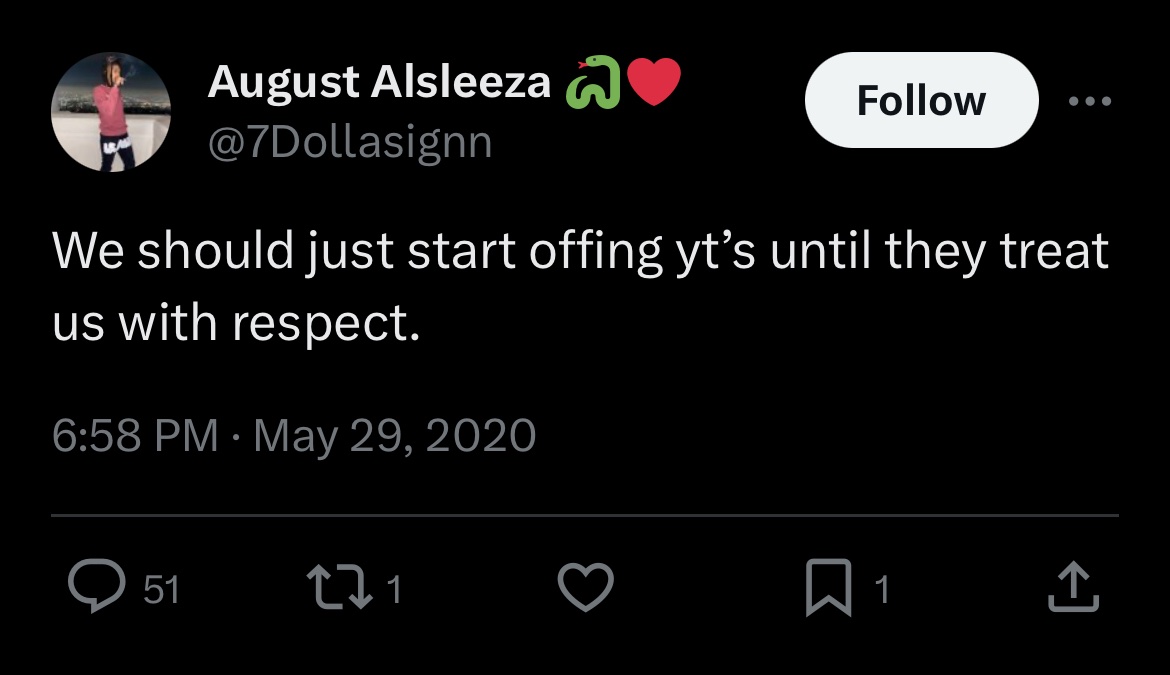 August Alsleeza 🐍❤️
Follow
@7Dollasignn
We should just start offing yt’s until they treat
us with respect.
6:58 PM · May 29, 2020
51 1 1